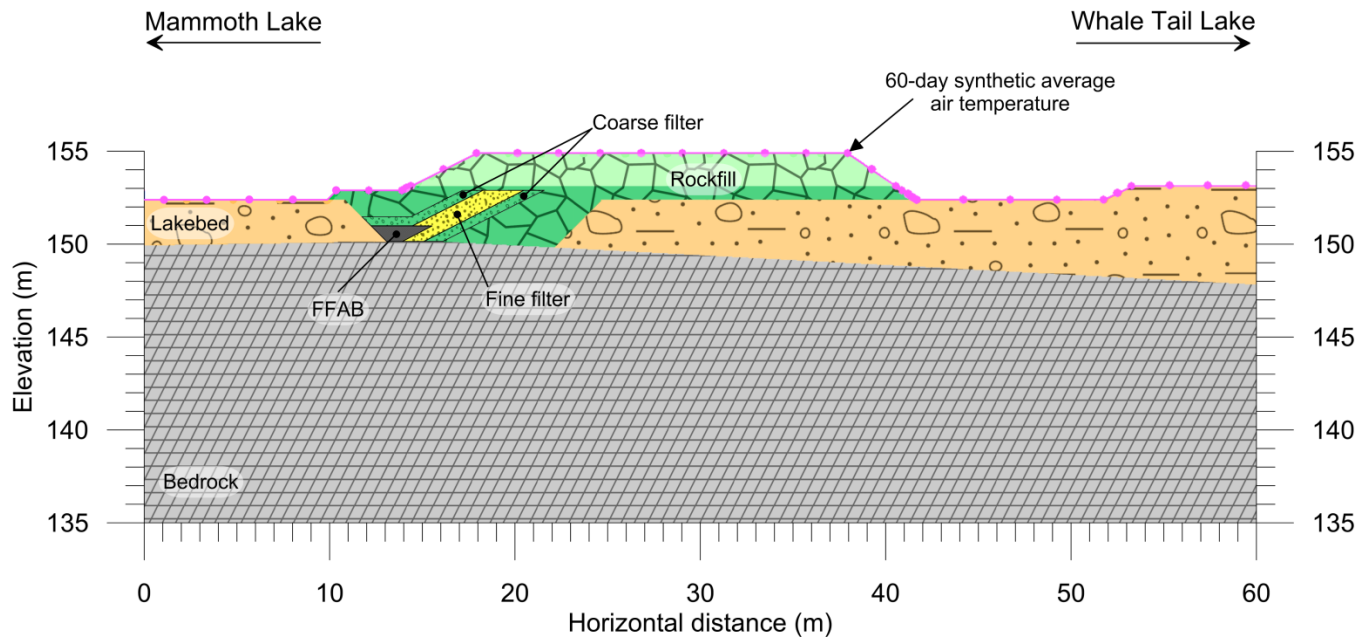 Mammoth Lake
Whale Tail Lake
60-day synthetic average
air temperature
Coarse filter
155
155
Rockfill
Lakebed
150
150
FFAB
Fine filter
145
145
Elevation (m)
140
140
Bedrock
135
135
0
10
20
30
40
50
60
Horizontal distance (m)